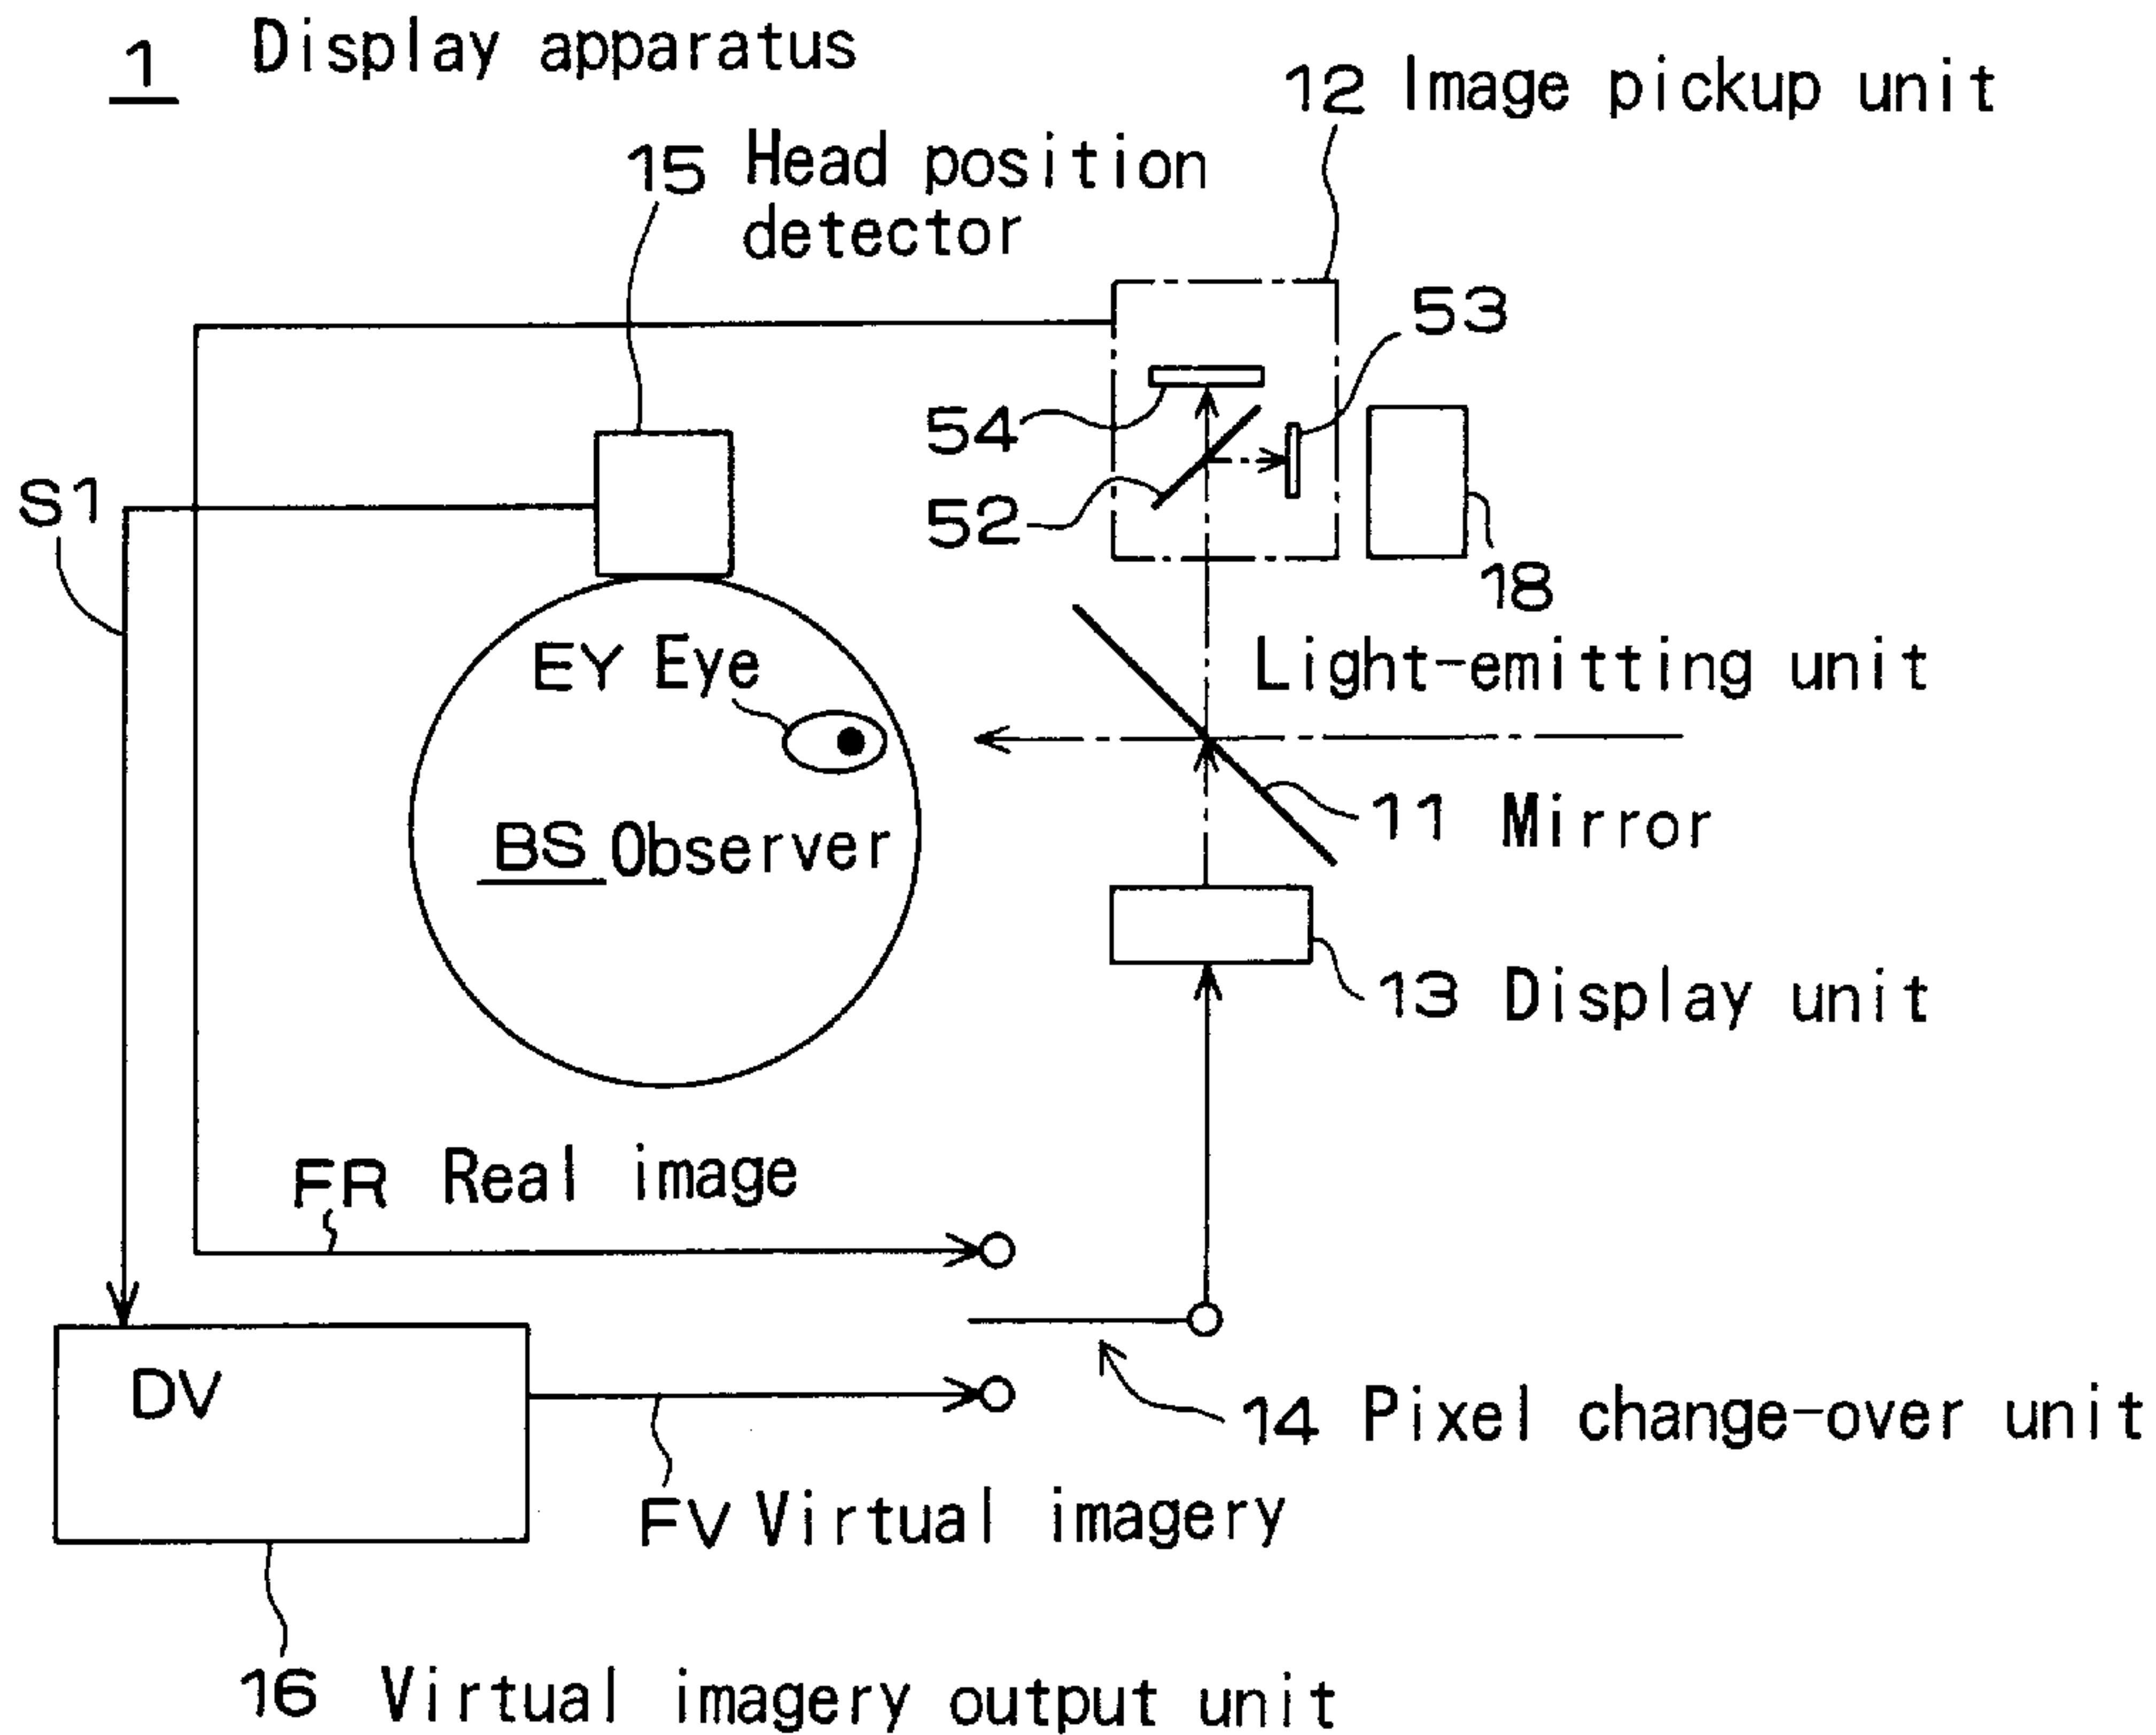 1 Display apparatus
12 Image pickup unit
15 Head position
detector
53
54
S1
52
18
Light-emitting unit
EY Eye
11 Mirror
BS Observer
13 Display unit
FR Real image
DV
14 Pixel change-over unit
FV Virtual imagery
16 Virtual imagery output unit